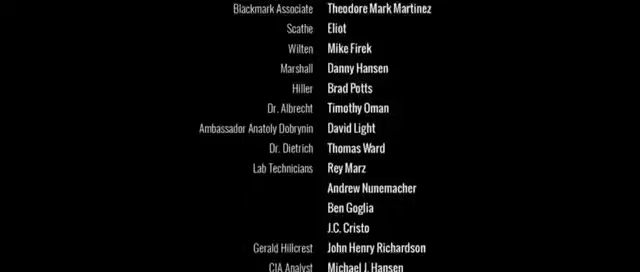 Blackmark Associate Theodore Mark Martinez
Scathe Eliot
Wilten Mike Firek
Marshall Danny Hansen
Hiller Brad Potts
Dr. Albrecht Timothy Oman
Ambassador Anatoly Dobrynin David Light
Dr. Dietrich Thomas Ward
Lab Technicians Rey Marz
Andrew Nunemacher
Ben Goglia
J.C. Cristo
Gerald Hillcrest John Henry Richardson
CIA Analyst Michael J. Hansen